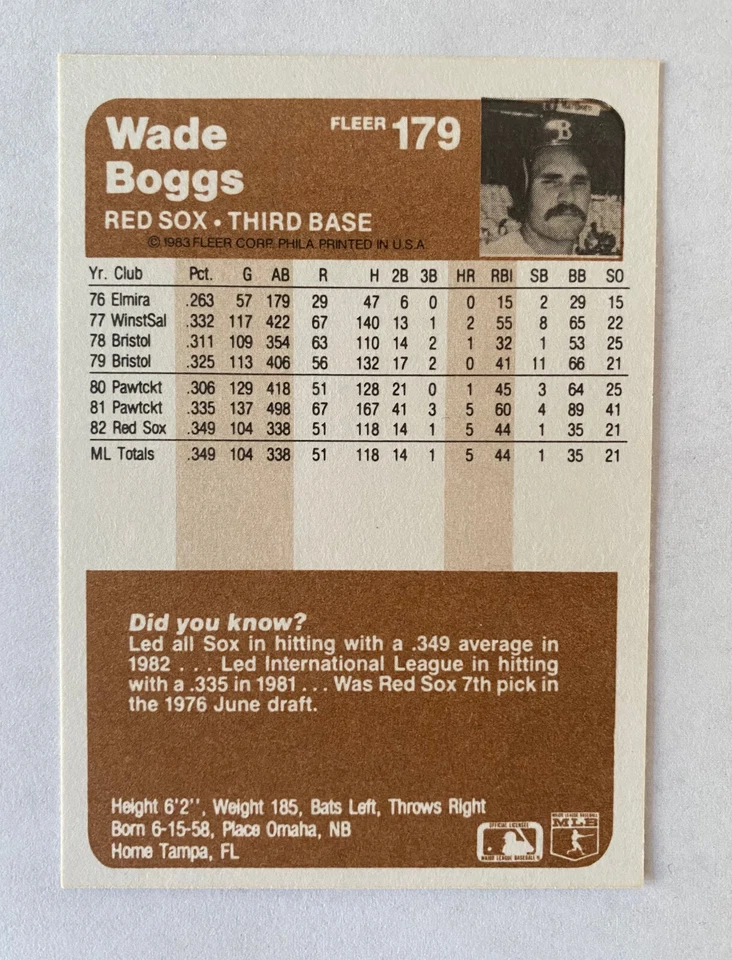 Wade
Boggs
FLEER 179
RED SOX • THIRD BASE
© 1983 FLEER CORP. PHILA. PRINTED IN U.S.A.
B
Yr. Club Pct. G AB R H 2B 3B HR RBI SB BB SO
76 Elmira .263 57 179 29 47 6 0 0 15 2 29 15
77 WinstSal .332 117 422 67 140 13 1 2 55 8 65 22
78 Bristol .311 109 354 63 110 14 2 1 32 1 53 25
79 Bristol .325 113 406 56 132 17 2 0 41 11 66 21
80 Pawtckt .306 129 418 51 128 21 0 1 45 3 64 25
81 Pawtckt .335 137 498 67 167 41 3 5 60 4 89 41
82 Red Sox .349 104 338 51 118 14 1 5 44 1 35 21
ML Totals .349 104 338 51 118 14 1 5 44 1 35 21
Did you know?
Led all Sox in hitting with a .349 average in
1982 . . . Led International League in hitting
with a .335 in 1981 . . . Was Red Sox 7th pick in
the 1976 June draft.
Height 6'2'', Weight 185, Bats Left, Throws Right
Born 6-15-58, Place Omaha, NB
Home Tampa, FL
OFFICIAL LICENSEE
MAJOR LEAGUE BASEBALL
MAJOR LEAGUE BASEBALL
MLB